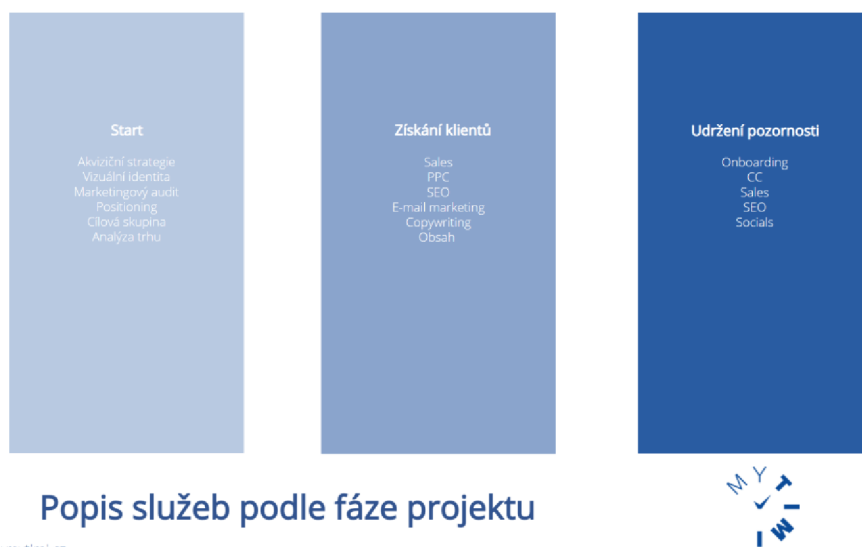 Start
Akviziční strategie
Vizuální identita
Marketingový audit
Positioning
Cílová skupina
Analýza trhu
Získání klientů
Sales
PPC
SEO
E-mail marketing
Copywriting
Obsah
Udržení pozornosti
Onboarding
CC
Sales
SEO
Socials
Popis služeb podle fáze projektu
MYTIMI